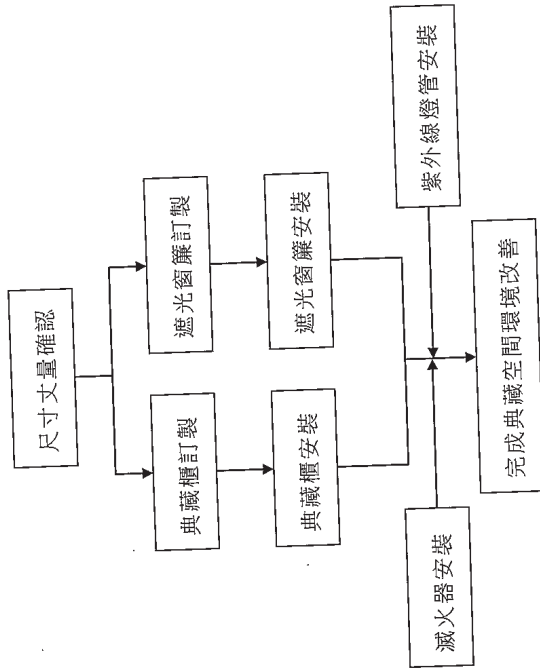 尺寸丈量確認
典藏櫃訂製
遮光窗簾訂製
典藏櫃安裝
遮光窗簾安裝
滅火器安裝
紫外線燈管安裝
完成典藏空間環境改善